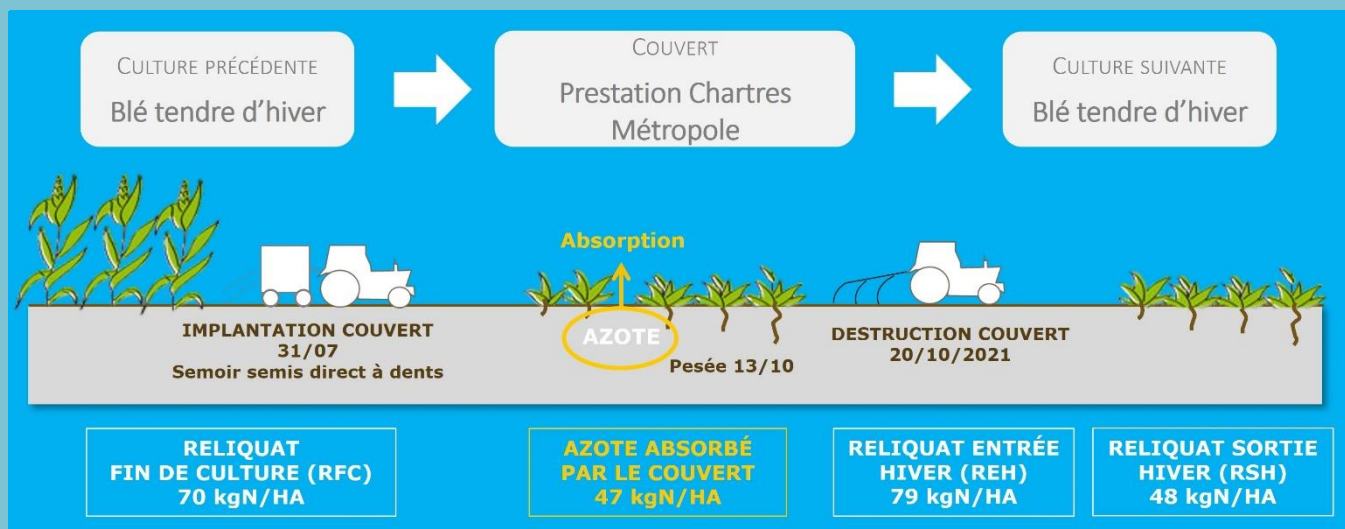 CULTURE PRÉCÉDENTE
Blé tendre d’hiver
COUVERT
Prestation Chartres
Métropole
CULTURE SUIVANTE
Blé tendre d’hiver
Absorption
IMPLANTATION COUVERT
31/07
Semoir semis direct à dents
AZOTE
Pesée 13/10
DESTRUCTION COUVERT
20/10/2021
RELIQUAT
FIN DE CULTURE (RFC)
70 kgN/HA
AZOTE ABSORBÉ
PAR LE COUVERT
47 kgN/HA
RELIQUAT ENTRÉE
HIVER (REH)
79 kgN/HA
RELIQUAT SORTIE
HIVER (RSH)
48 kgN/HA